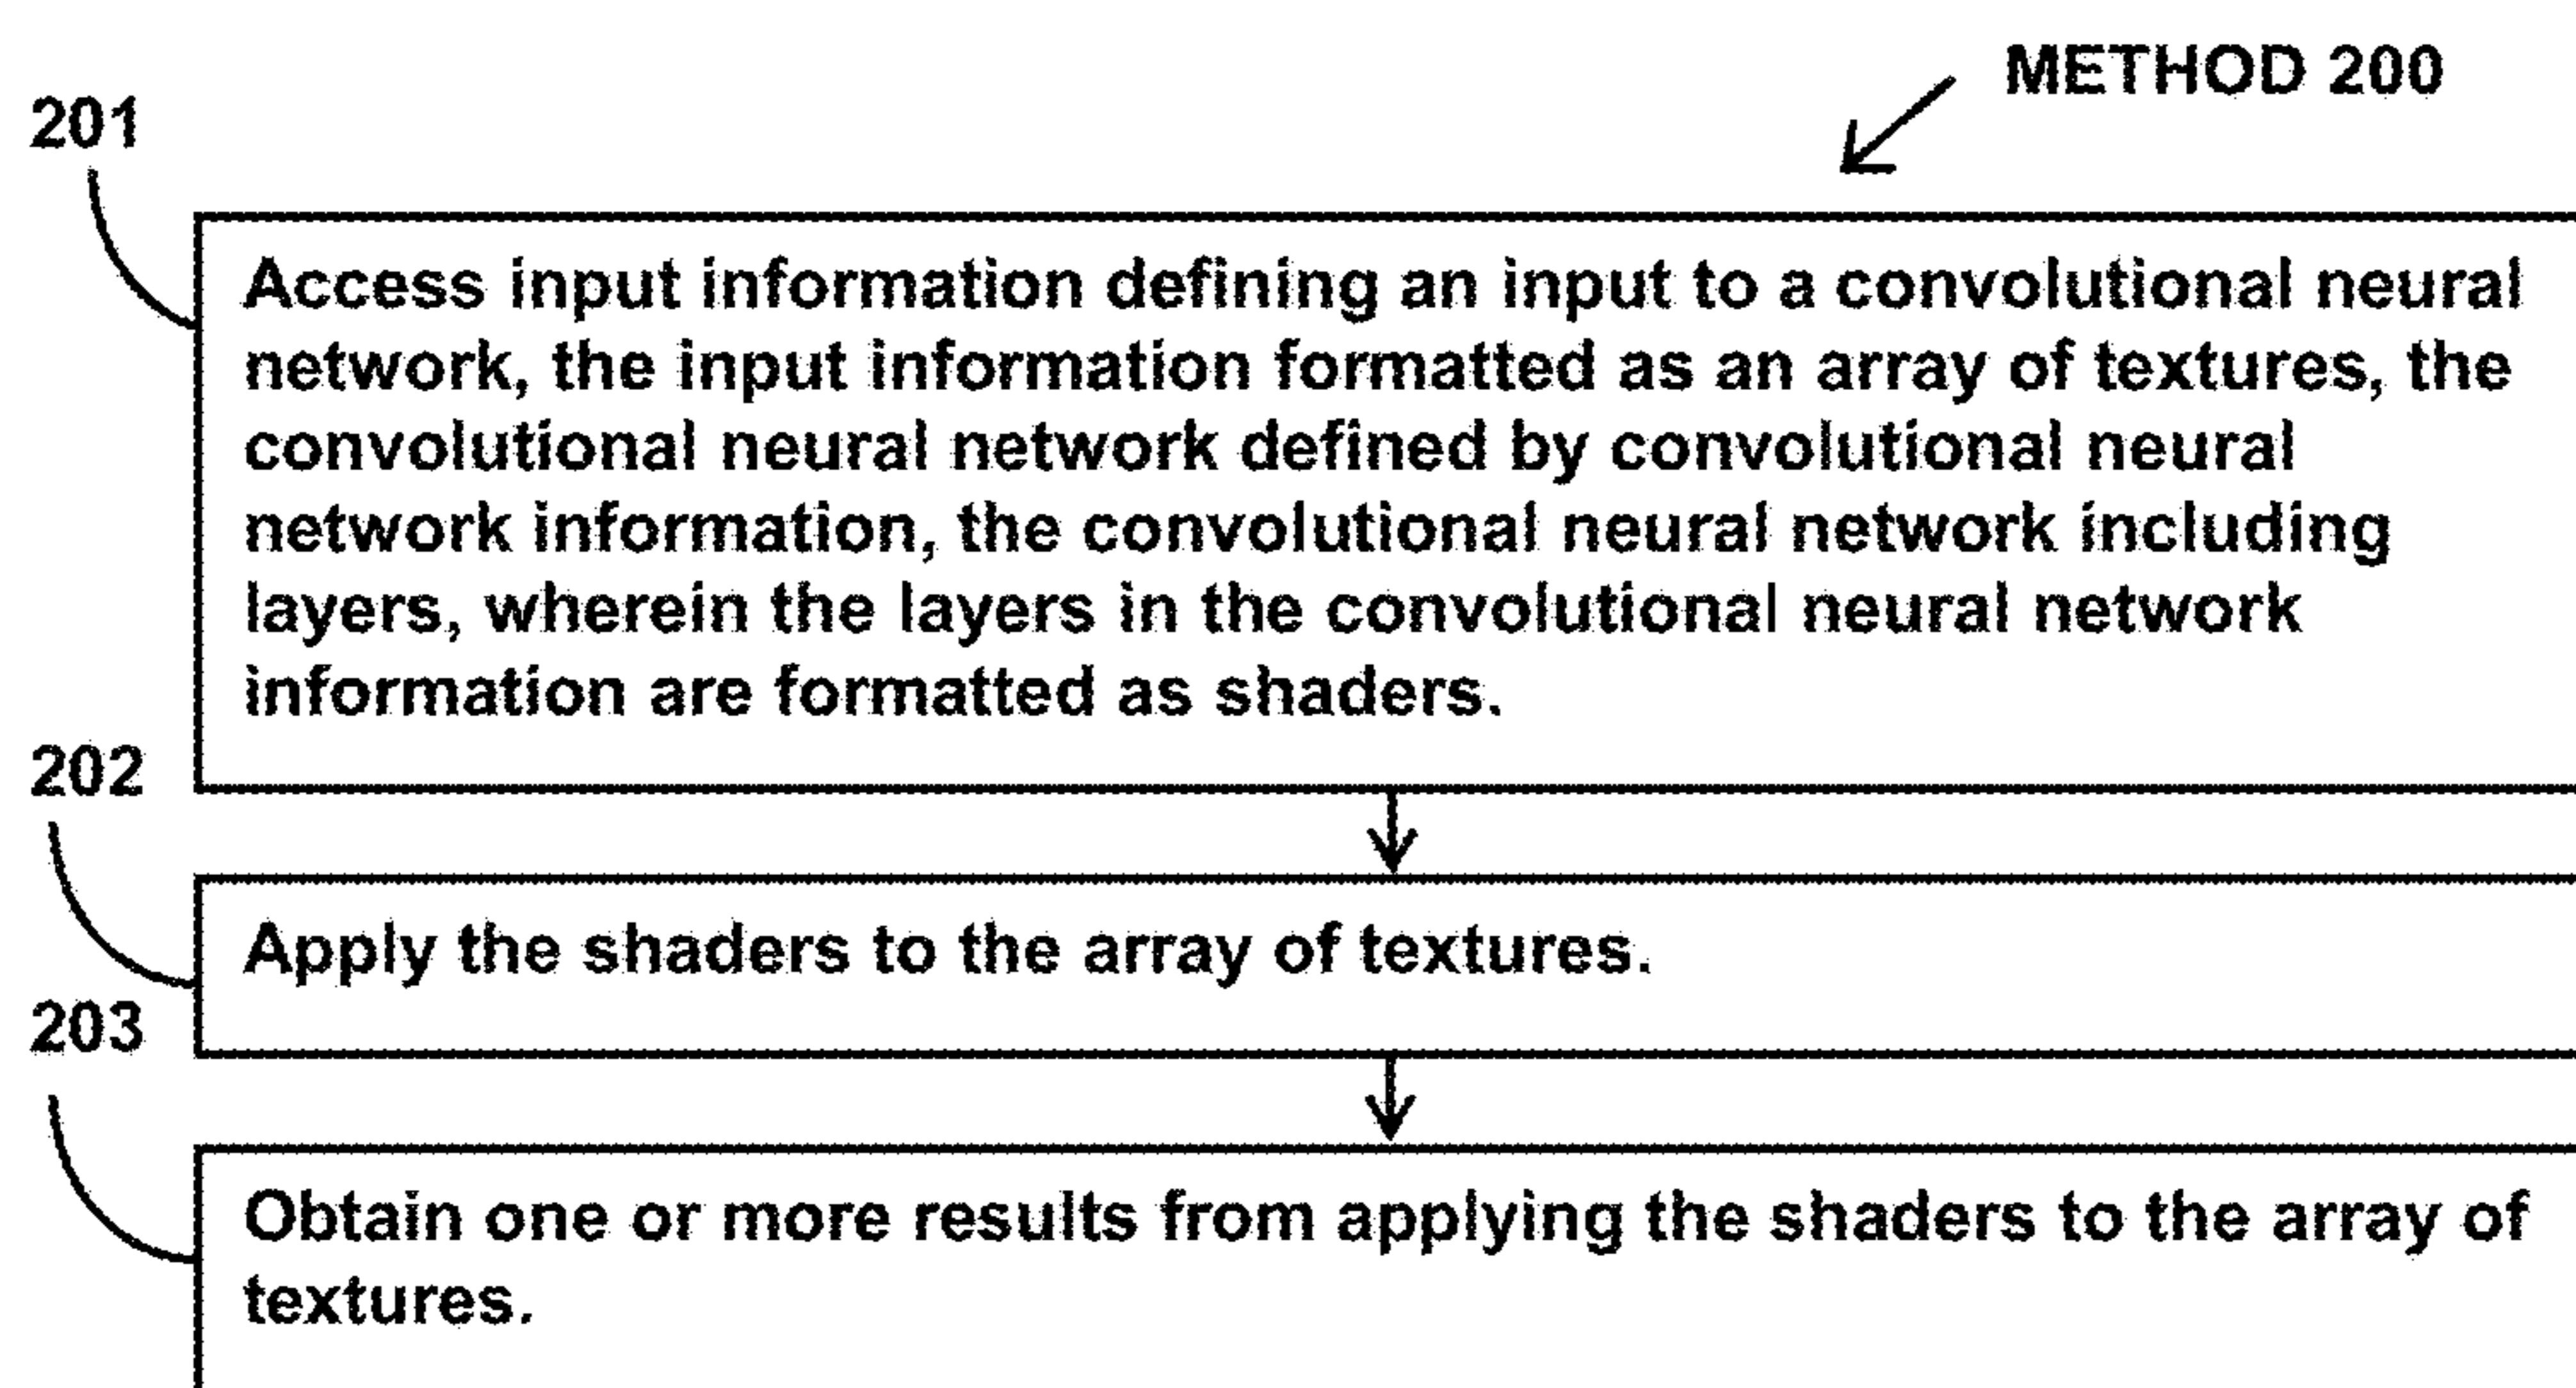 METHOD 200
201
Access input information defining an input to a convolutional neural
network, the input information formatted as an array of textures, the
convolutional neural network defined by convolutional neural
network information, the convolutional neural network including
layers, wherein the layers in the convolutional neural network
information are formatted as shaders.
202
Apply the shaders to the array of textures.
203
Obtain one or more results from applying the shaders to the array of
textures.